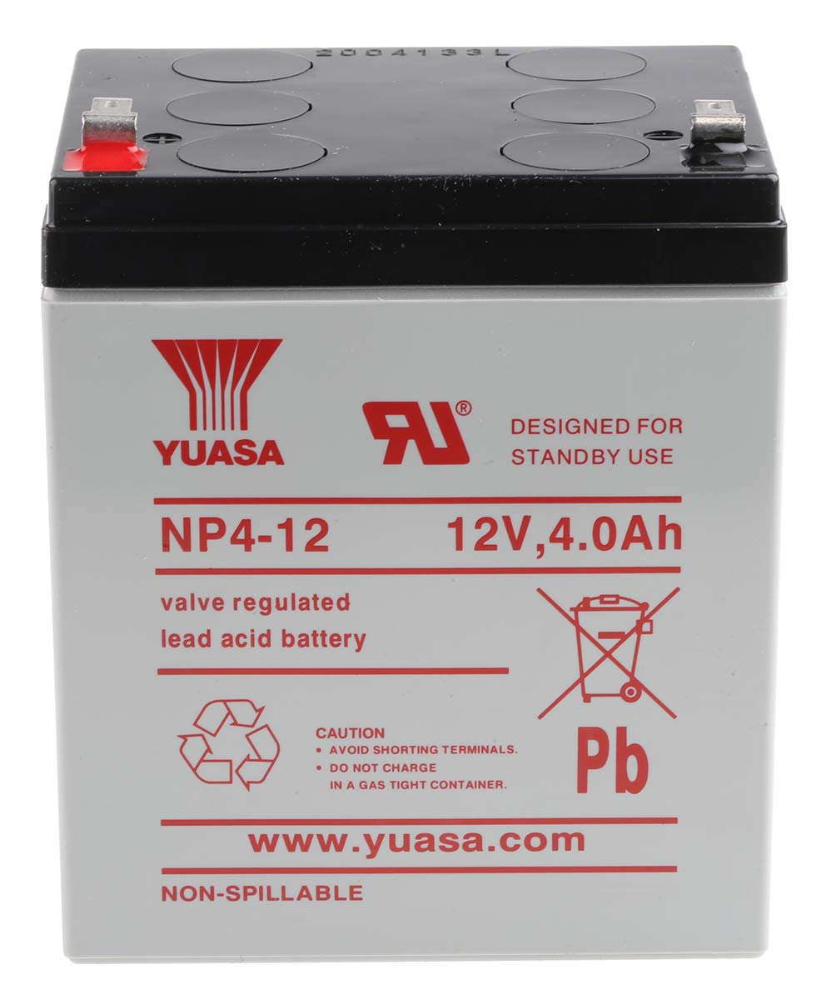 2004133L
YUASA
RU®
DESIGNED FOR
STANDBY USE
NP4-12 12V,4.0Ah
valve regulated
lead acid battery
CAUTION
• AVOID SHORTING TERMINALS.
• DO NOT CHARGE
IN A GAS TIGHT CONTAINER.
Pb
www.yuasa.com
NON-SPILLABLE